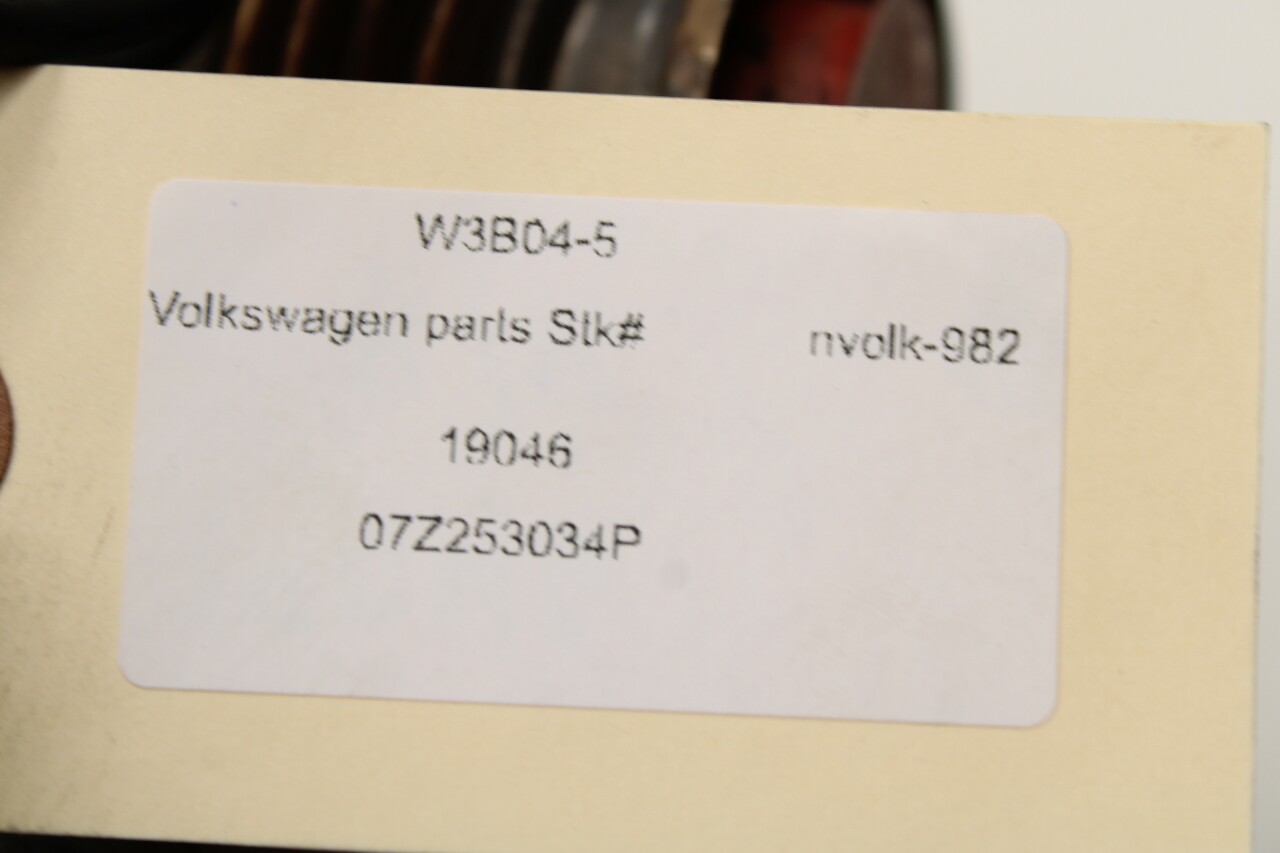 W3B04-5
Volkswagen parts Stk# nvolk-982
19046
07Z253034P